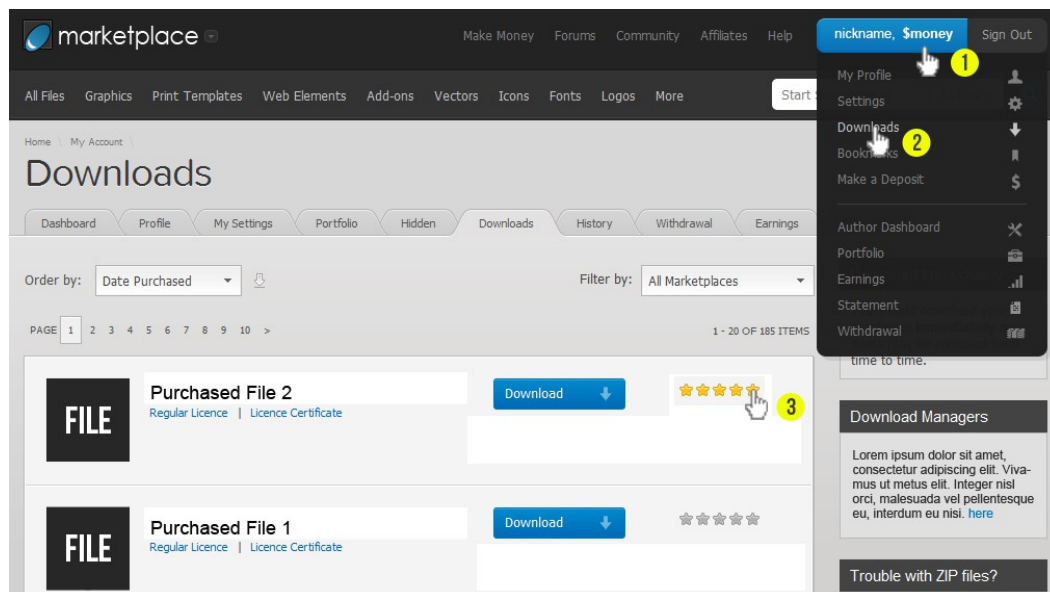 marketplace
Make Money Forums Community Affiliates Help
nickname, $money Sign Out
1
All Files Graphics Print Templates Web Elements Add-ons Vectors Icons Fonts Logos More
Start
My Profile
Settings
Downloads
2
Bookmarks
Make a Deposit
$
Author Dashboard
Portfolio
Earnings
Statement
Withdrawal
Home \ My Account \
Downloads
Dashboard Profile My Settings Portfolio Hidden Downloads History Withdrawal Earnings
Order by: Date Purchased
Filter by: All Marketplaces
PAGE 1 2 3 4 5 6 7 8 9 10 >
1 - 20 OF 185 ITEMS
time to time.
FILE
Purchased File 2
Regular Licence | Licence Certificate
Download
3
FILE
Purchased File 1
Regular Licence | Licence Certificate
Download
Download Managers
Lorem ipsum dolor sit amet,
consectetur adipiscing elit. Viva-
mus ut metus elit. Integer nisl
orci, malesuada vel pellentesque
eu, interdum eu nisi. here
Trouble with ZIP files?